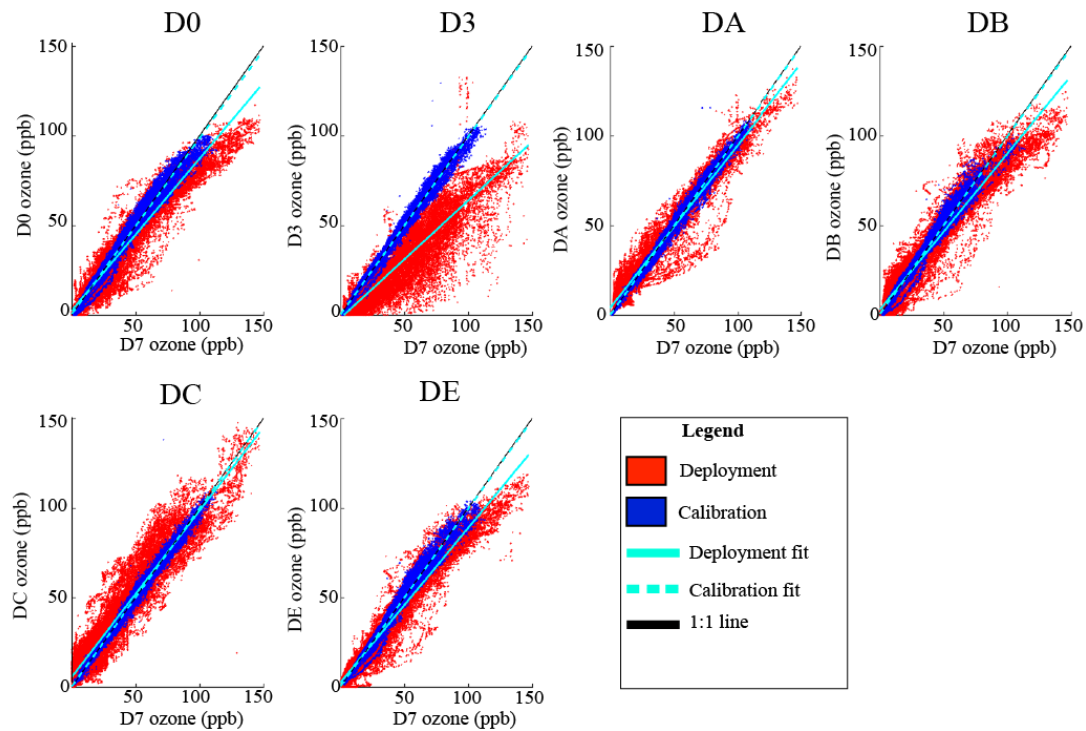 D0
150
100
50
0
D0 ozone (ppb)
50
100
150
D7 ozone (ppb)
D3
150
100
50
0
D3 ozone (ppb)
50
100
150
D7 ozone (ppb)
DA
150
100
50
0
DA ozone (ppb)
50
100
150
D7 ozone (ppb)
DB
150
100
50
0
DB ozone (ppb)
50
100
150
D7 ozone (ppb)
DC
150
100
50
0
DC ozone (ppb)
50
100
150
D7 ozone (ppb)
DE
150
100
50
0
DE ozone (ppb)
50
100
150
D7 ozone (ppb)
Legend
Deployment
Calibration
Deployment fit
Calibration fit
1:1 line